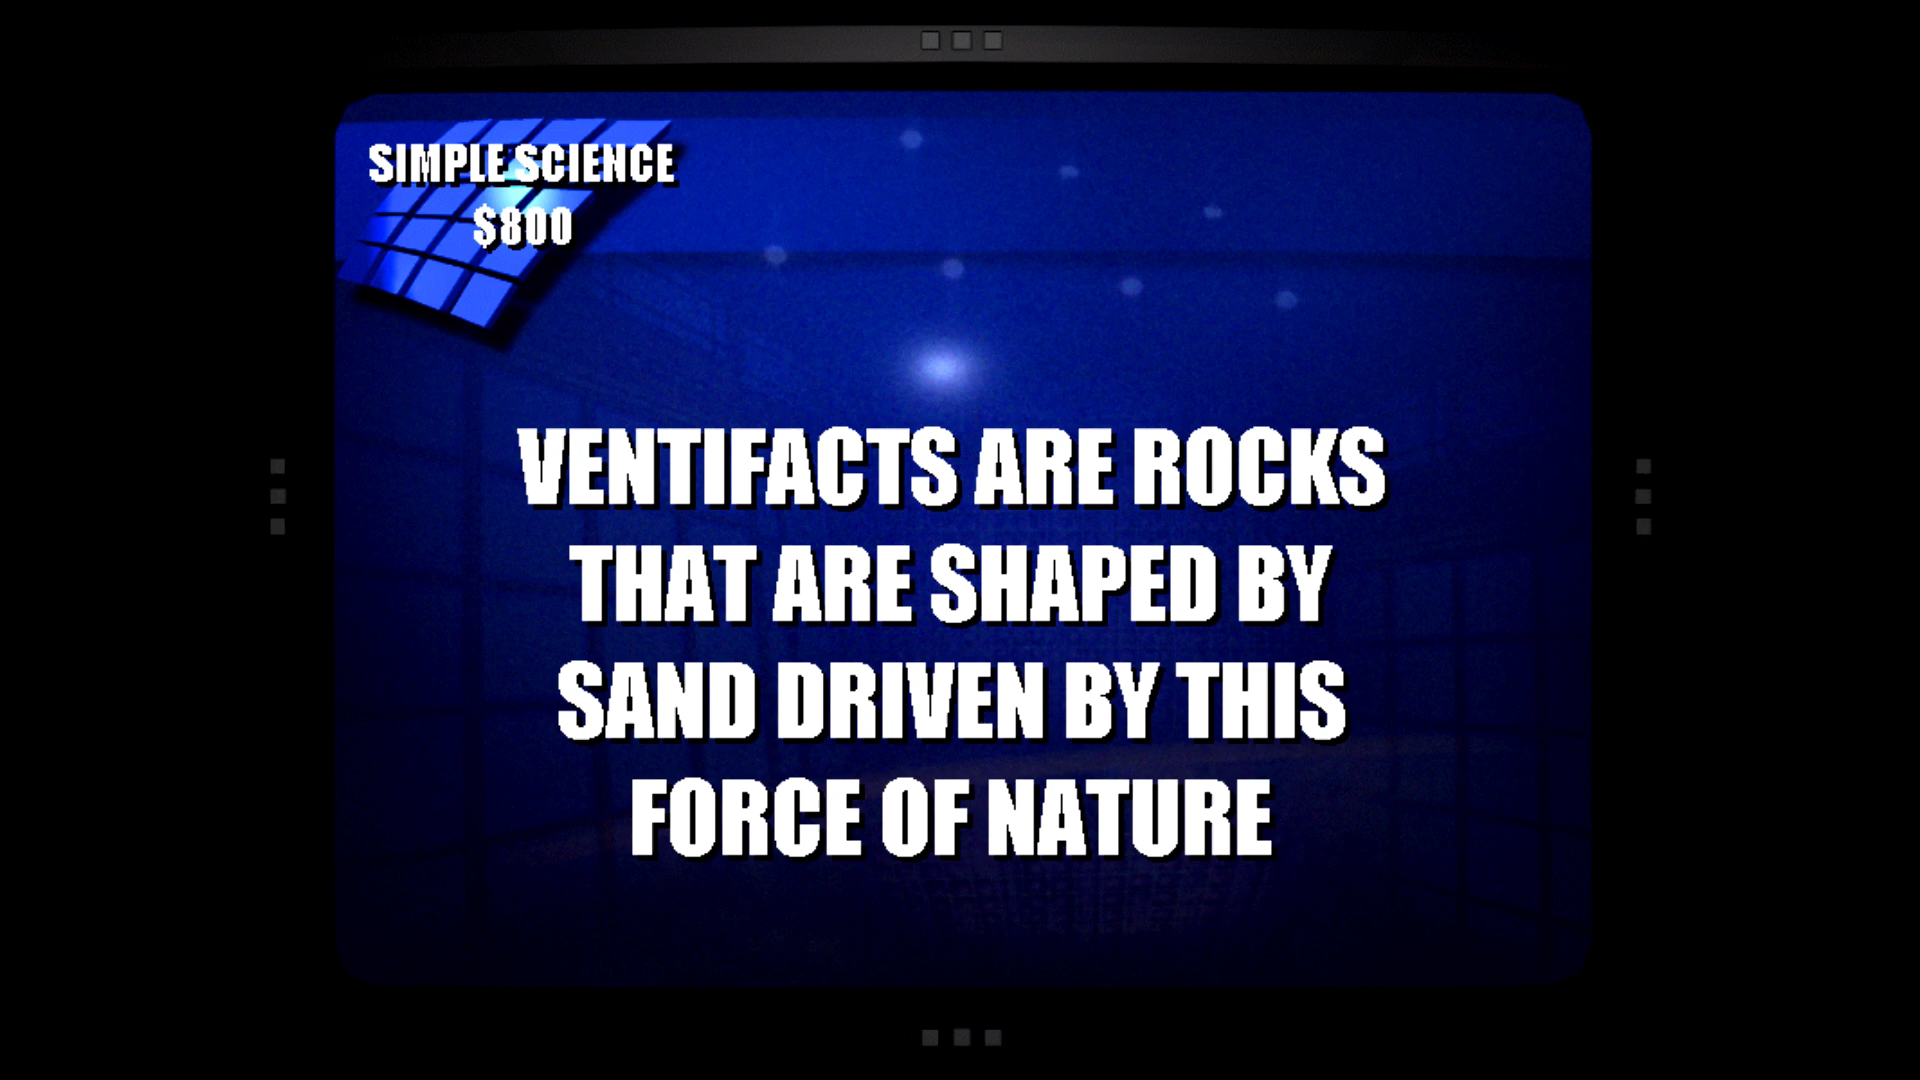 SIMPLE SCIENCE
$800
VENTIFACTS ARE ROCKS
THAT ARE SHAPED BY
SAND DRIVEN BY THIS
FORCE OF NATURE